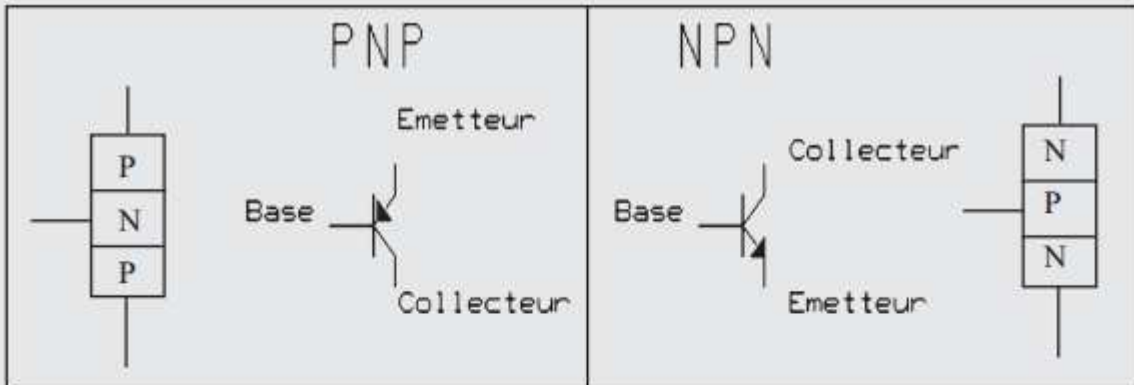 PNP
Emetteur
P
N
P
Base
Collecteur
NPN
Collecteur
Base
Emetteur
N
P
N